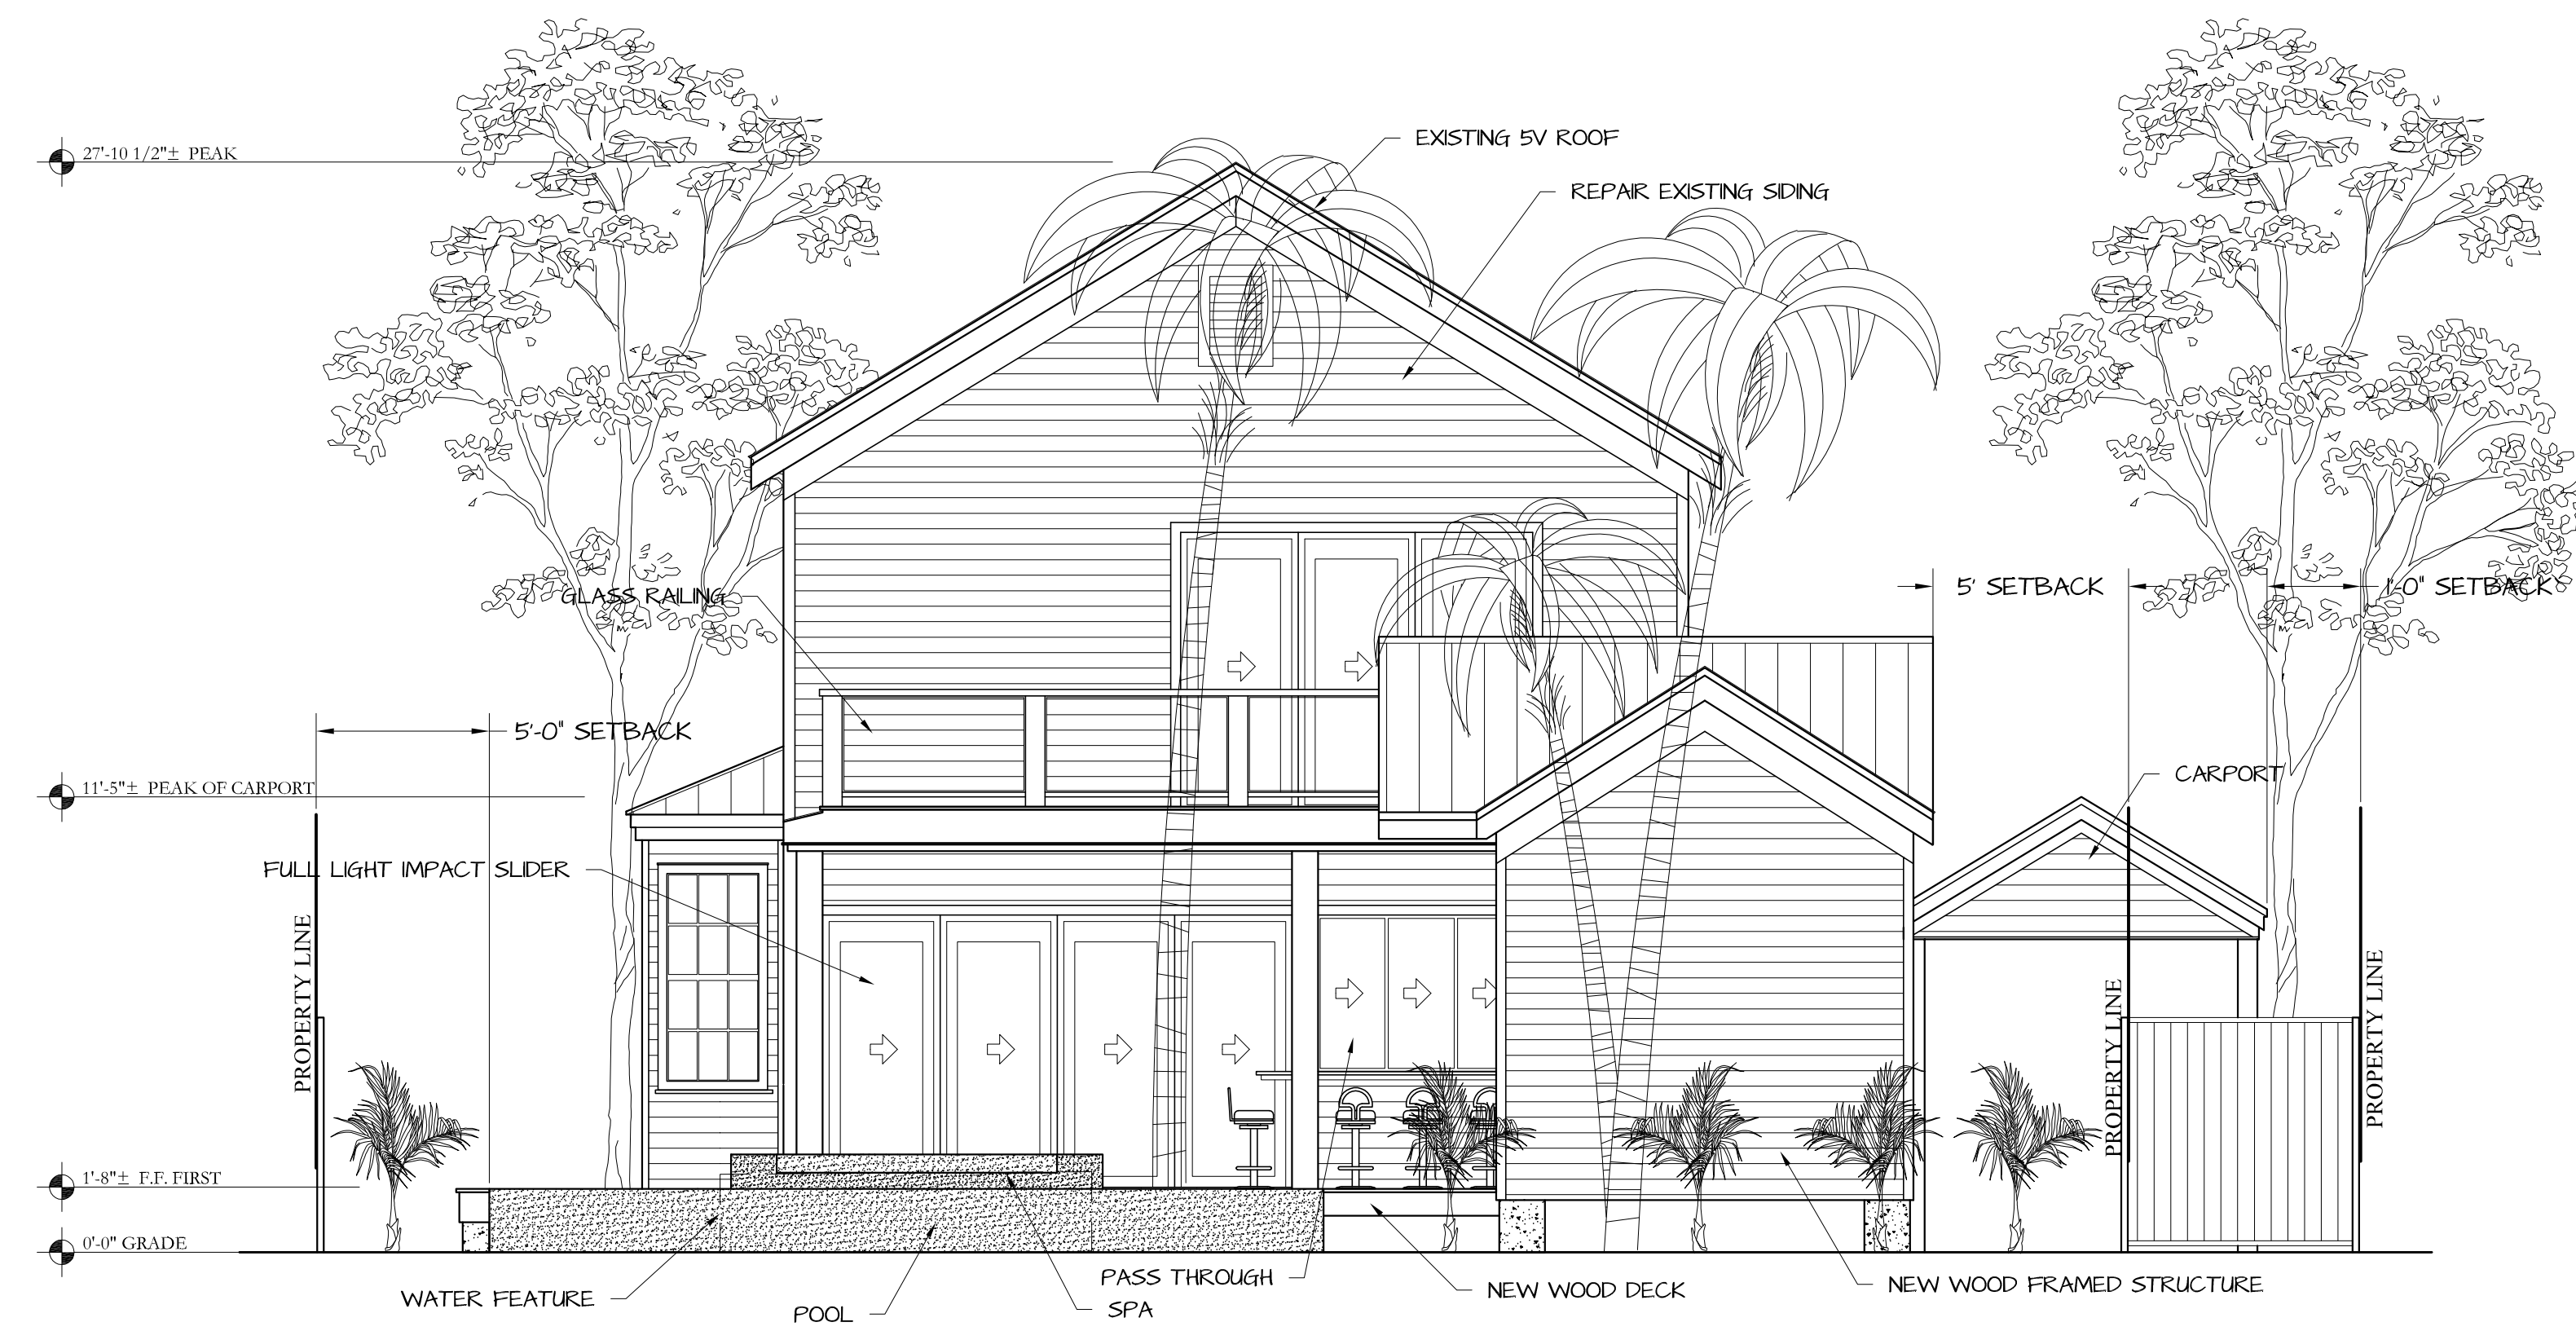 27'-10 1/2"± PEAK
EXISTING 5V ROOF
REPAIR EXISTING SIDING
GLASS RAILING
5' SETBACK
1'-0" SETBACK
5'-0" SETBACK
11'-5"± PEAK OF CARPORT
CARPORT
FULL LIGHT IMPACT SLIDER
PROPERTY LINE
PROPERTY LINE
PROPERTY LINE
1'-8"± F.F. FIRST
0'-0" GRADE
WATER FEATURE
POOL
PASS THROUGH
SPA
NEW WOOD DECK
NEW WOOD FRAMED STRUCTURE